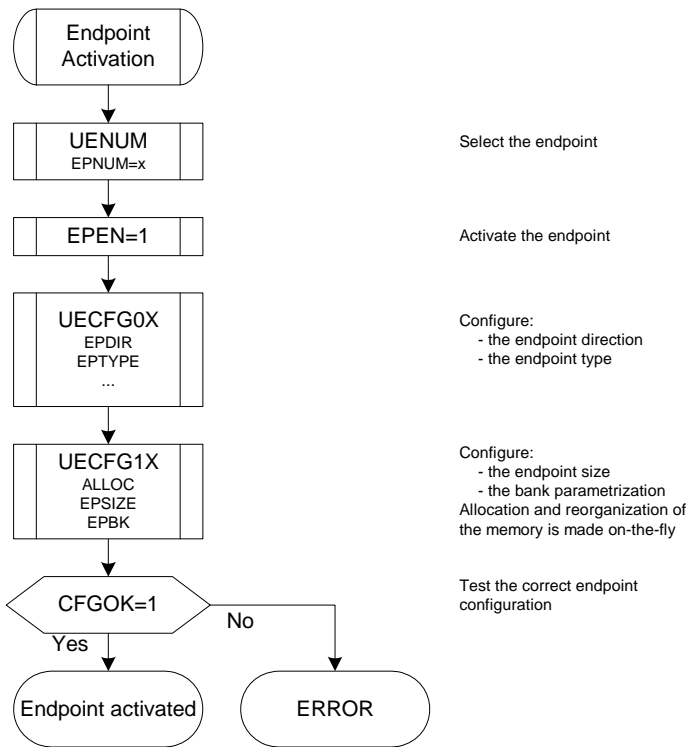 Endpoint
Activation
UENUM
EPNUM=x
Select the endpoint
EPEN=1
Activate the endpoint
UECFG0X
EPDIR
EPTYPE
...
Configure:
- the endpoint direction
- the endpoint type
UECFG1X
ALLOC
EPSIZE
EPBK
Configure:
- the endpoint size
- the bank parametrization
Allocation and reorganization of
the memory is made on-the-fly
CFGOK=1
Test the correct endpoint
configuration
No
Yes
Endpoint activated
ERROR